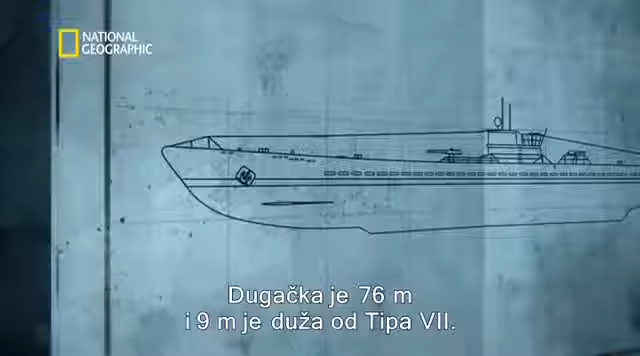 NATIONAL
GEOGRAPHIC
Dugačka je 76 m
i 9 m je duža od Tipa VII.